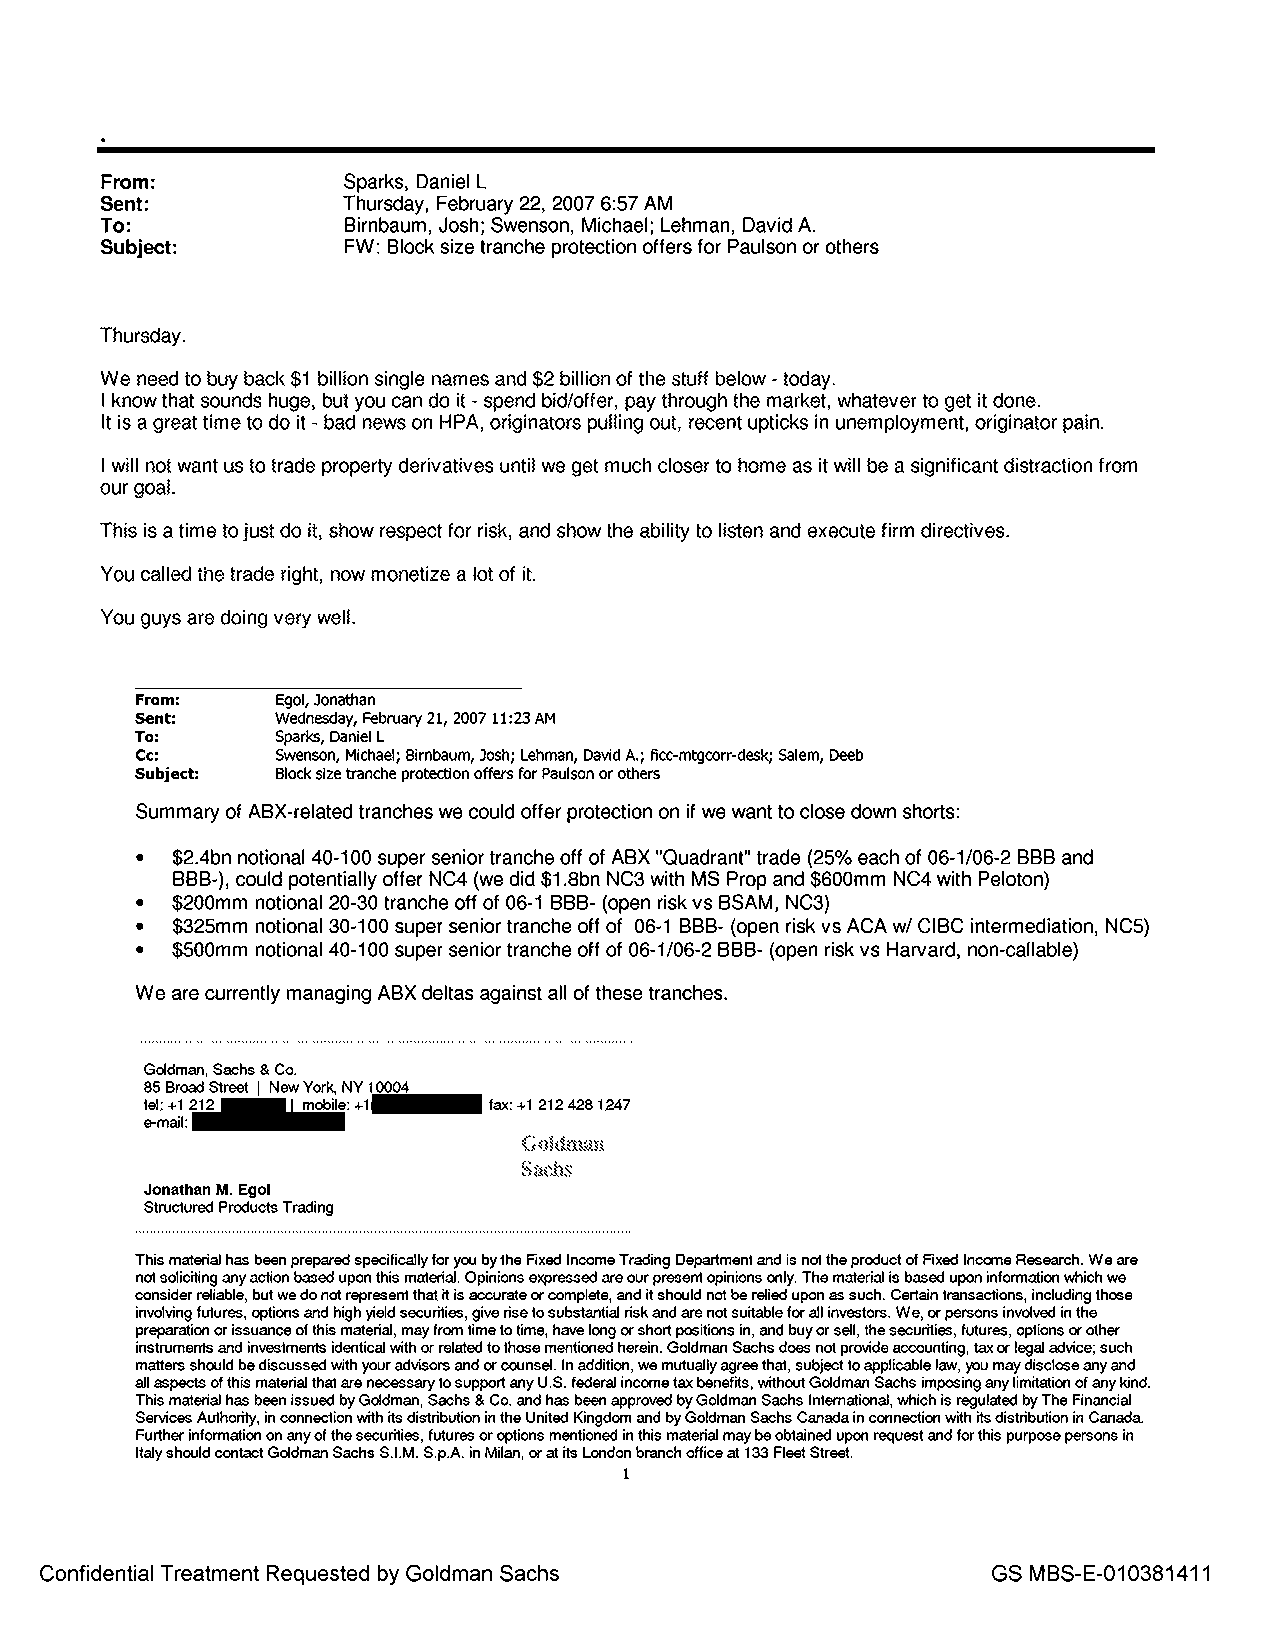 From: Sparks, Daniel L
Sent: Thursday, February 22, 2007 6:57 AM
To: Birnbaum, Josh; Swenson, Michael; Lehman, David A.
Subject: FW: Block size tranche protection offers for Paulson or others
Thursday.
We need to buy back $1 billion single names and $2 billion of the stuff below - today.
I know that sounds huge, but you can do it - spend bid/offer, pay through the market, whatever to get it done.
It is a great time to do it - bad news on HPA, originators pulling out, recent upticks in unemployment, originator pain.
I will not want us to trade property derivatives until we get much closer to home as it will be a significant distraction from
our goal.
This is a time to just do it, show respect for risk, and show the ability to listen and execute firm directives.
You called the trade right, now monetize a lot of it.
You guys are doing very well.
From: Egol, Jonathan
Sent: Wednesday, February 21, 2007 11:23 AM
To: Sparks, Daniel L
Cc: Swenson, Michael; Birnbaum, Josh; Lehman, David A.; ficc-mtgcorr-desk; Salem, Deeb
Subject: Block size tranche protection offers for Paulson or others
Summary of ABX-related tranches we could offer protection on if we want to close down shorts:
• $2.4bn notional 40-100 super senior tranche off of ABX "Quadrant" trade (25% each of 06-1/06-2 BBB and
BBB-), could potentially offer NC4 (we did $1.8bn NC3 with MS Prop and $600mm NC4 with Peloton)
• $200mm notional 20-30 tranche off of 06-1 BBB- (open risk vs BSAM, NC3)
• $325mm notional 30-100 super senior tranche off of 06-1 BBB- (open risk vs ACA w/ CIBC intermediation, NC5)
• $500mm notional 40-100 super senior tranche off of 06-1/06-2 BBB- (open risk vs Harvard, non-callable)
We are currently managing ABX deltas against all of these tranches.
Goldman, Sachs & Co.
85 Broad Street | New York, NY 10004
tel: +1 212 | mobile: +1 fax: +1 212 428 1247
e-mail:
Goldman
Sachs
Jonathan M. Egol
Structured Products Trading
This material has been prepared specifically for you by the Fixed Income Trading Department and is not the product of Fixed Income Research. We are
not soliciting any action based upon this material. Opinions expressed are our present opinions only. The material is based upon information which we
consider reliable, but we do not represent that it is accurate or complete, and it should not be relied upon as such. Certain transactions, including those
involving futures, options and high yield securities, give rise to substantial risk and are not suitable for all investors. We, or persons involved in the
preparation or issuance of this material, may from time to time, have long or short positions in, and buy or sell, the securities, futures, options or other
instruments and investments identical with or related to those mentioned herein. Goldman Sachs does not provide accounting, tax or legal advice; such
matters should be discussed with your advisors and or counsel. In addition, we mutually agree that, subject to applicable law, you may disclose any and
all aspects of this material that are necessary to support any U.S. federal income tax benefits, without Goldman Sachs imposing any limitation of any kind.
This material has been issued by Goldman, Sachs & Co. and has been approved by Goldman Sachs International, which is regulated by The Financial
Services Authority, in connection with its distribution in the United Kingdom and by Goldman Sachs Canada in connection with its distribution in Canada.
Further information on any of the securities, futures or options mentioned in this material may be obtained upon request and for this purpose persons in
Italy should contact Goldman Sachs S.I.M. S.p.A. in Milan, or at its London branch office at 133 Fleet Street.
1
Confidential Treatment Requested by Goldman Sachs GS MBS-E-010381411